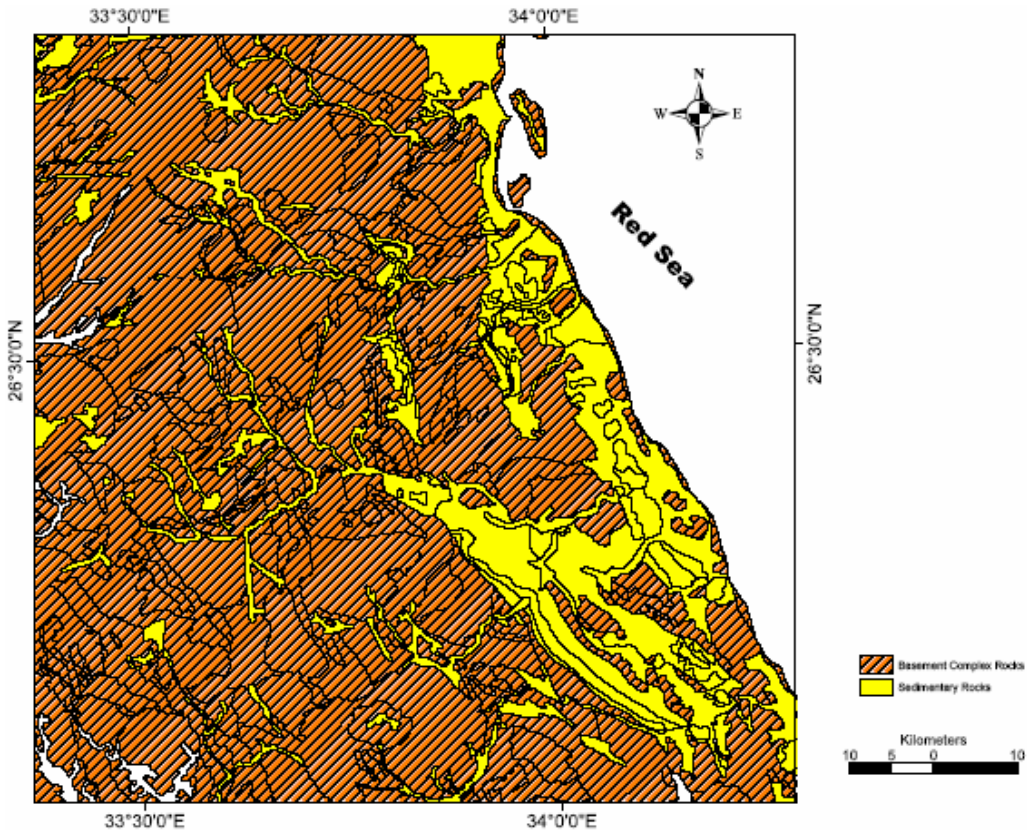 33°30'0"E
34°0'0"E
N
W
E
S
Red Sea
26°30'0"N
26°30'0"N
Basement Complex Rocks
Sedimentary Rocks
Kilometers
10 5 0 10
33°30'0"E
34°0'0"E